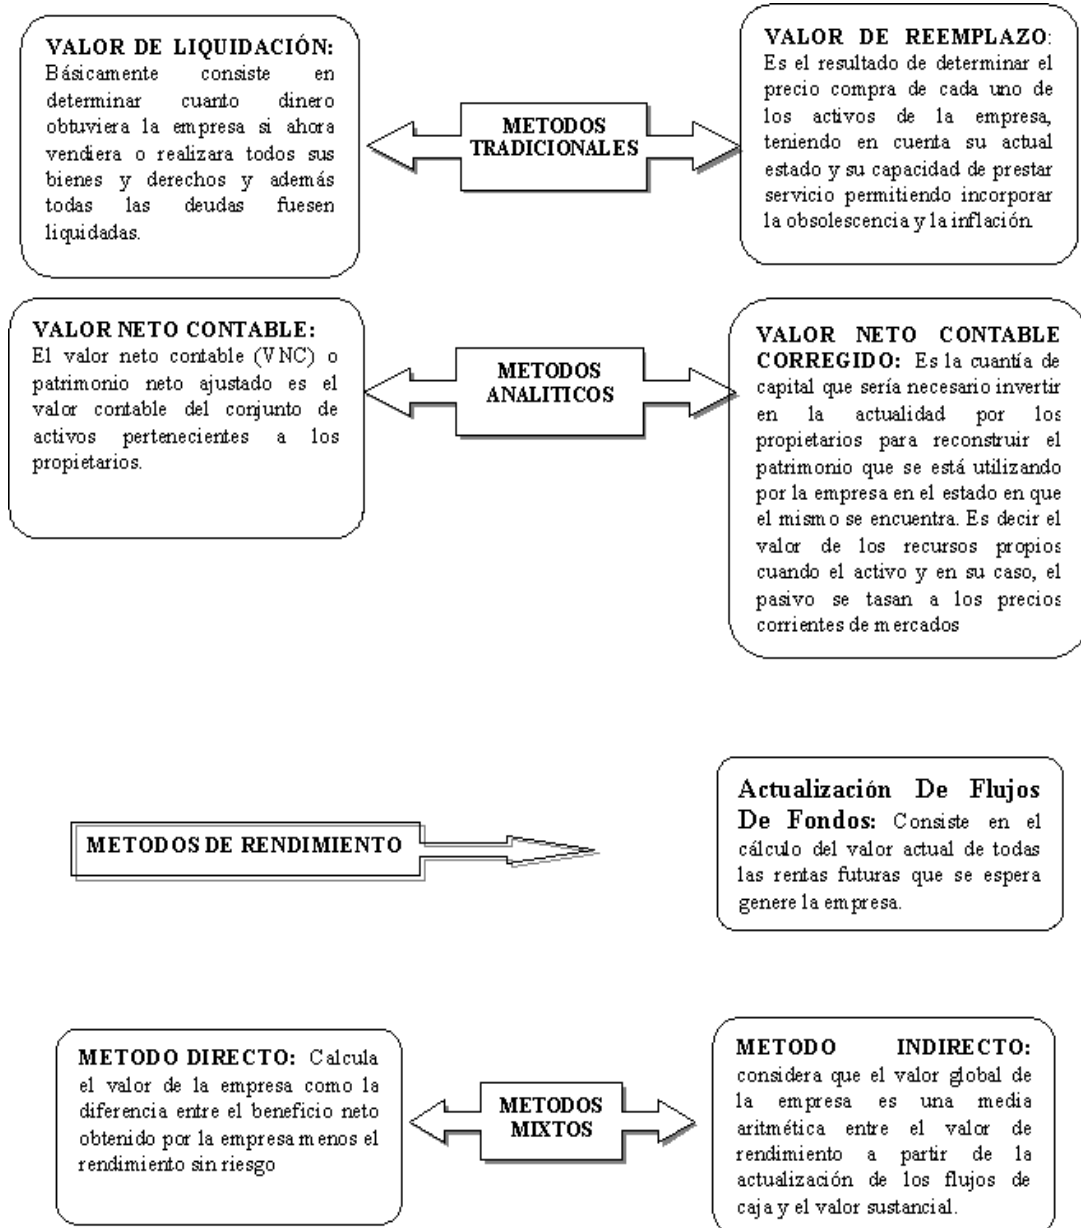 VALOR DE LIQUIDACIÓN:
Básicamente consiste en
determinar cuanto dinero
obtuviera la empresa si ahora
vendiera o realizara todos sus
bienes y derechos y además
todas las deudas fuesen
liquidadas.
METODOS
TRADICIONALES
VALOR DE REEMPLAZO:
Es el resultado de determinar el
precio compra de cada uno de
los activos de la empresa,
teniendo en cuenta su actual
estado y su capacidad de prestar
servicio permitiendo incorporar
la obsolescencia y la inflación
VALOR NETO CONTABLE:
El valor neto contable (VNC) o
patrimonio neto ajustado es el
valor contable del conjunto de
activos pertenecientes a los
propietarios.
METODOS
ANALITICOS
VALOR NETO CONTABLE
CORREGIDO: Es la cuantía de
capital que sería necesario invertir
en la actualidad por los
propietarios para reconstruir el
patrimonio que se está utilizando
por la empresa en el estado en que
el mismo se encuentra. Es decir el
valor de los recursos propios
cuando el activo y en su caso, el
pasivo se tasan a los precios
corrientes de mercados
METODOS DE RENDIMIENTO
Actualización De Flujos
De Fondos: Consiste en el
cálculo del valor actual de todas
las rentas futuras que se espera
genere la empresa.
METODO DIRECTO: Calcula
el valor de la empresa como la
diferencia entre el beneficio neto
obtenido por la empresa menos el
rendimiento sin riesgo
METODOS
MIXTOS
METODO INDIRECTO:
considera que el valor global de
la empresa es una media
aritmética entre el valor de
rendimiento a partir de la
actualización de los flujos de
caja y el valor sustancial.